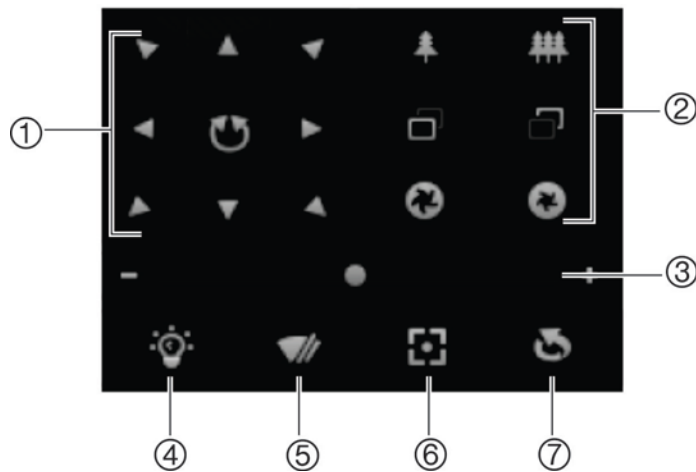 ①
②
- +
③
④ ⑤ ⑥ ⑦